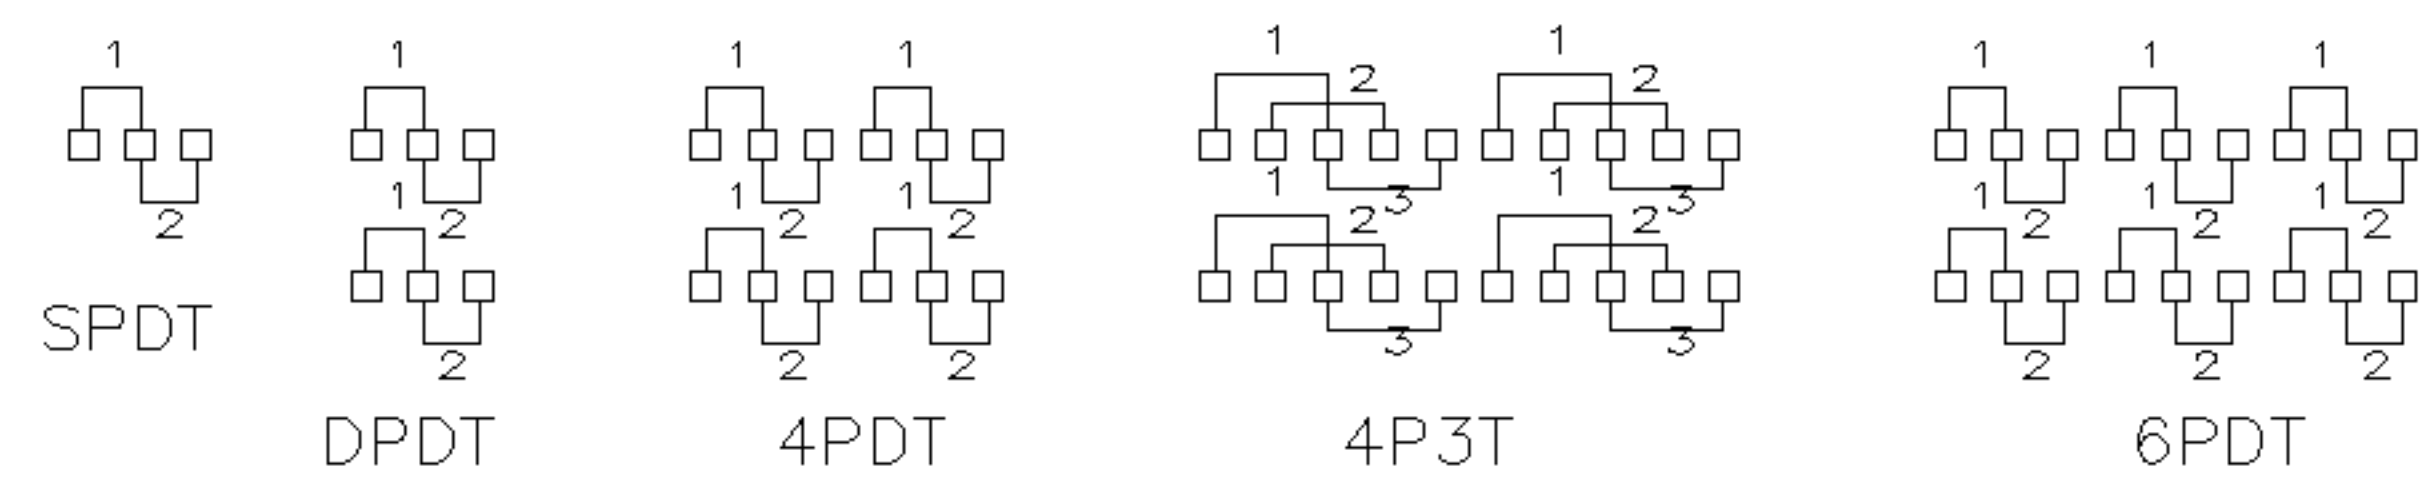 1 1 1 1 1 1 1 1 1
2 2
1 1 1 1 1 1 1 1
2 2 2 2 3 3 2 2 2
2 2
2 2 2 3 3 2 2 2
SPDT
DPDT 4PDT 4P3T 6PDT